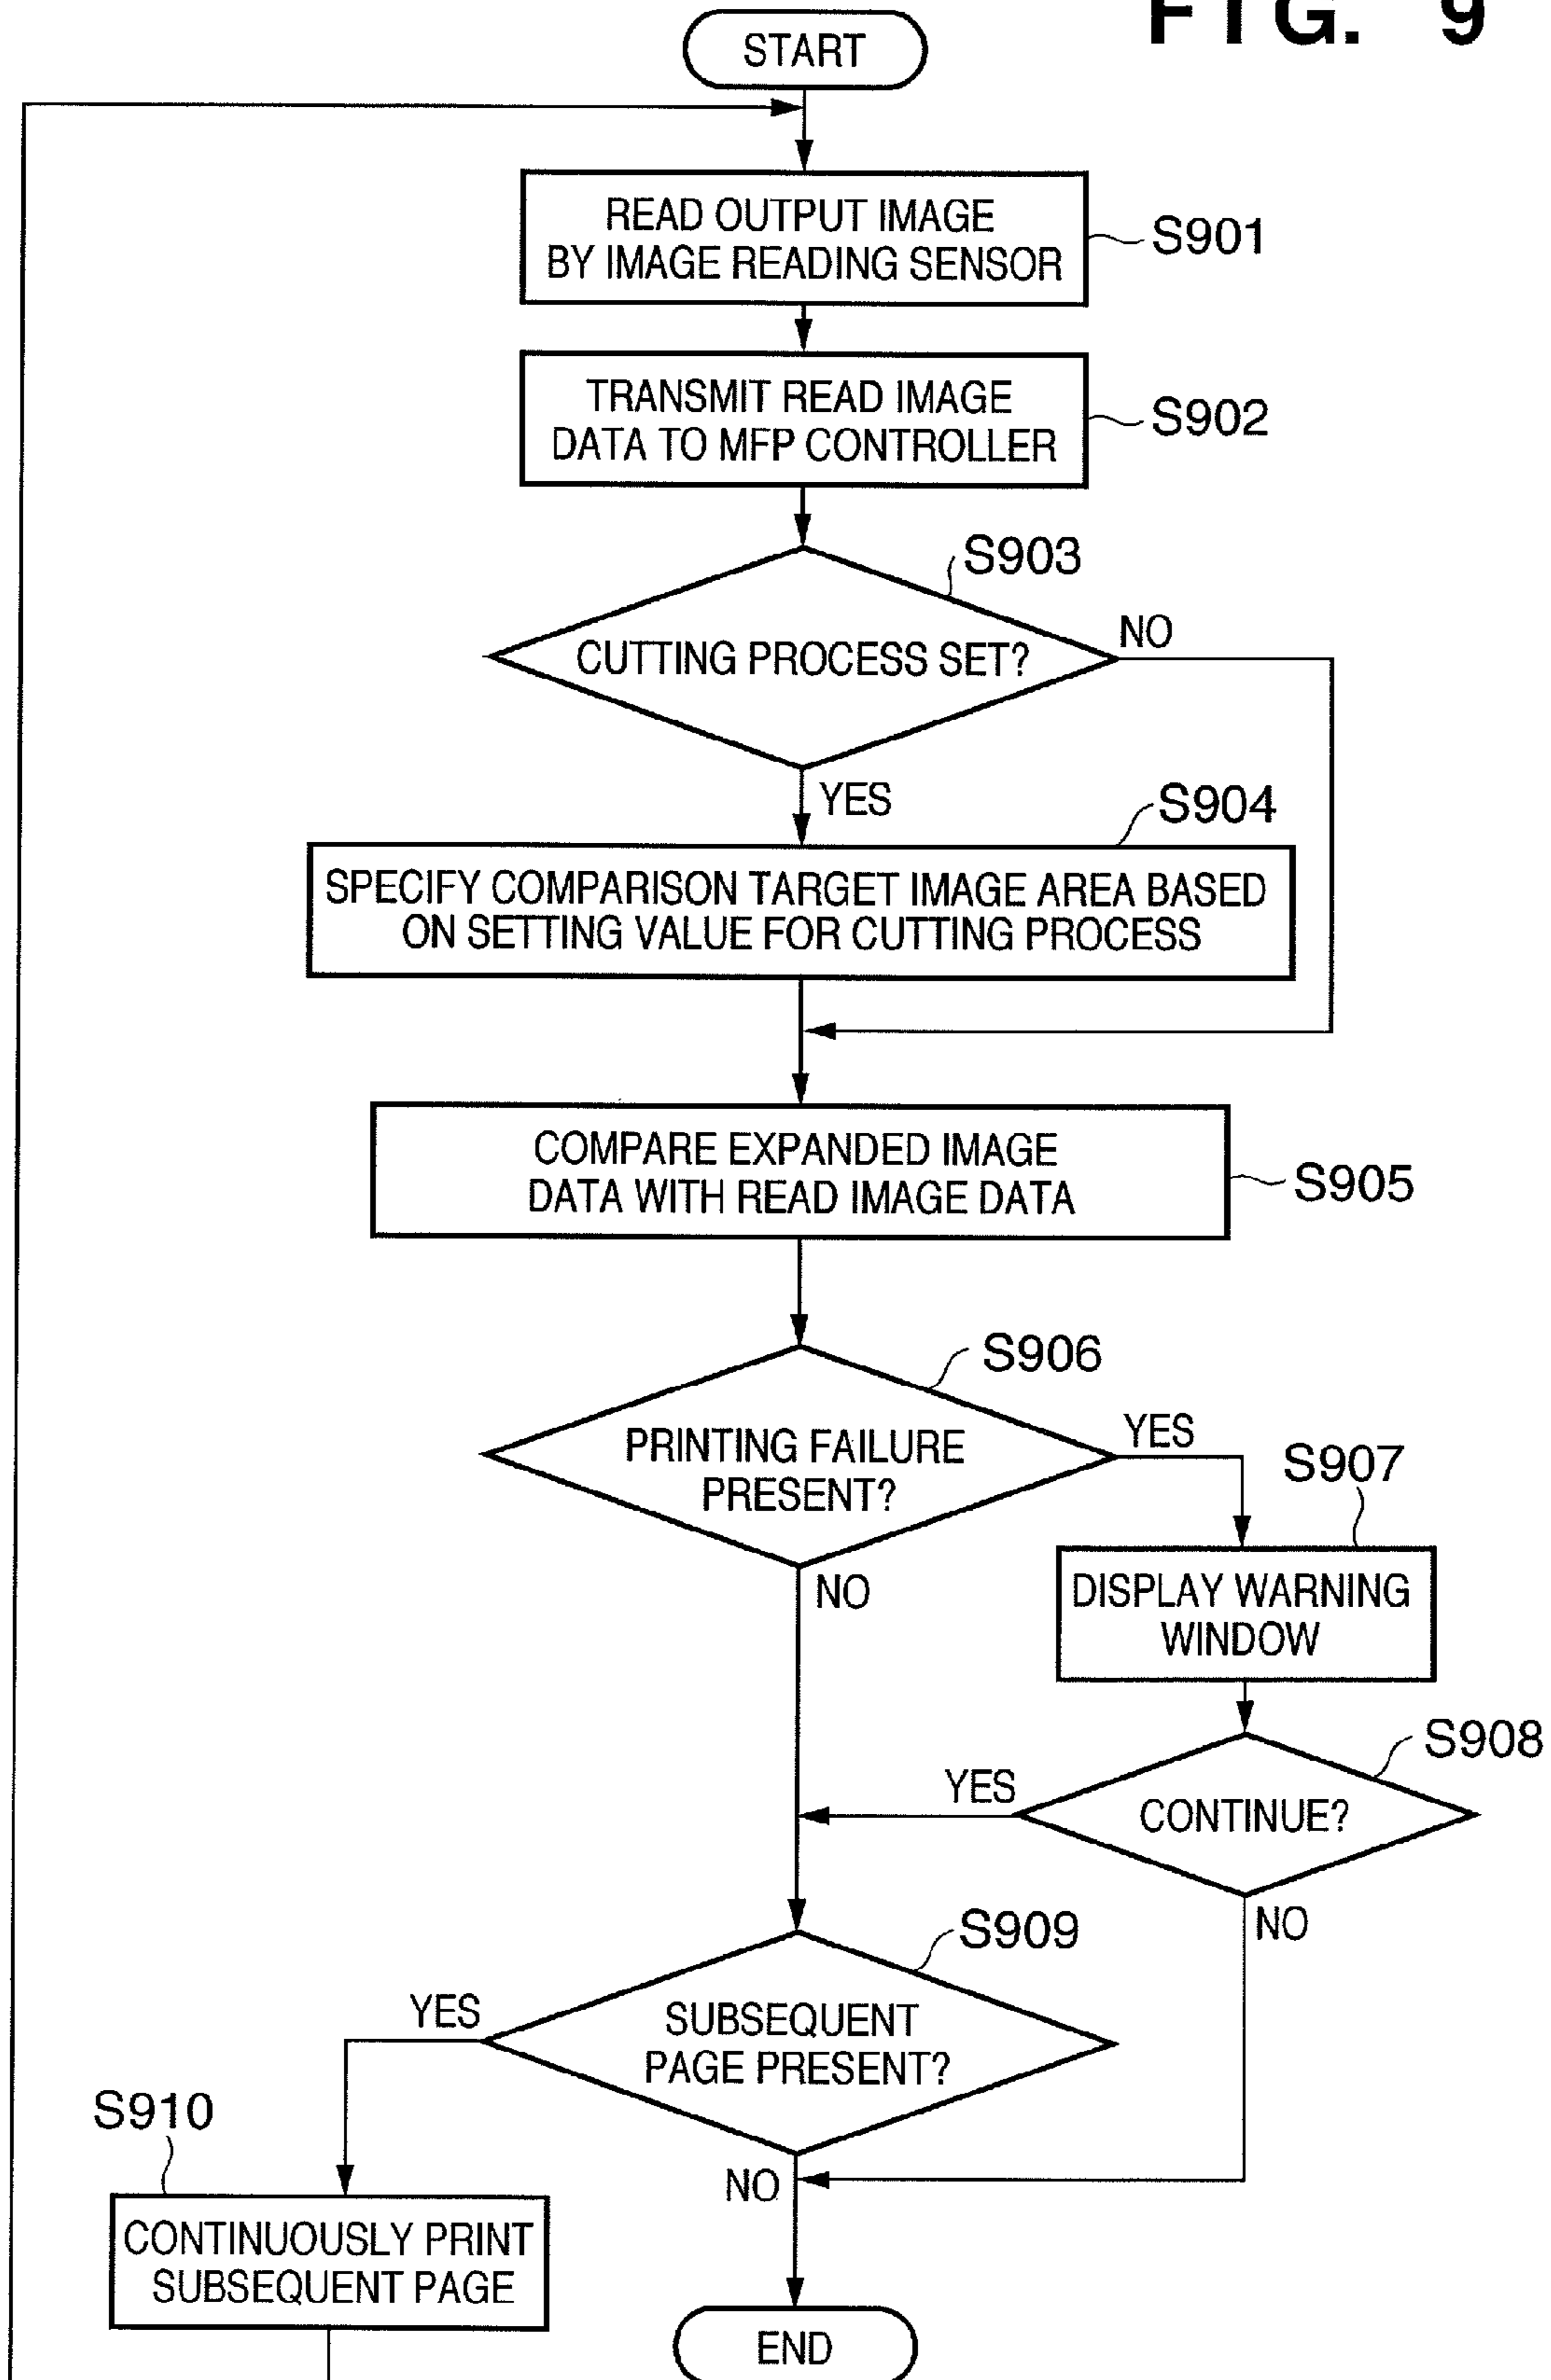 FIG. 9
START
READ OUTPUT IMAGE
BY IMAGE READING SENSOR
S901
TRANSMIT READ IMAGE
DATA TO MFP CONTROLLER
S902
S903
CUTTING PROCESS SET?
NO
YES
S904
SPECIFY COMPARISON TARGET IMAGE AREA BASED
ON SETTING VALUE FOR CUTTING PROCESS
COMPARE EXPANDED IMAGE
DATA WITH READ IMAGE DATA
S905
S906
PRINTING FAILURE
PRESENT?
YES
S907
NO
DISPLAY WARNING
WINDOW
S908
YES
CONTINUE?
NO
S909
YES
SUBSEQUENT
PAGE PRESENT?
S910
NO
CONTINUOUSLY PRINT
SUBSEQUENT PAGE
END